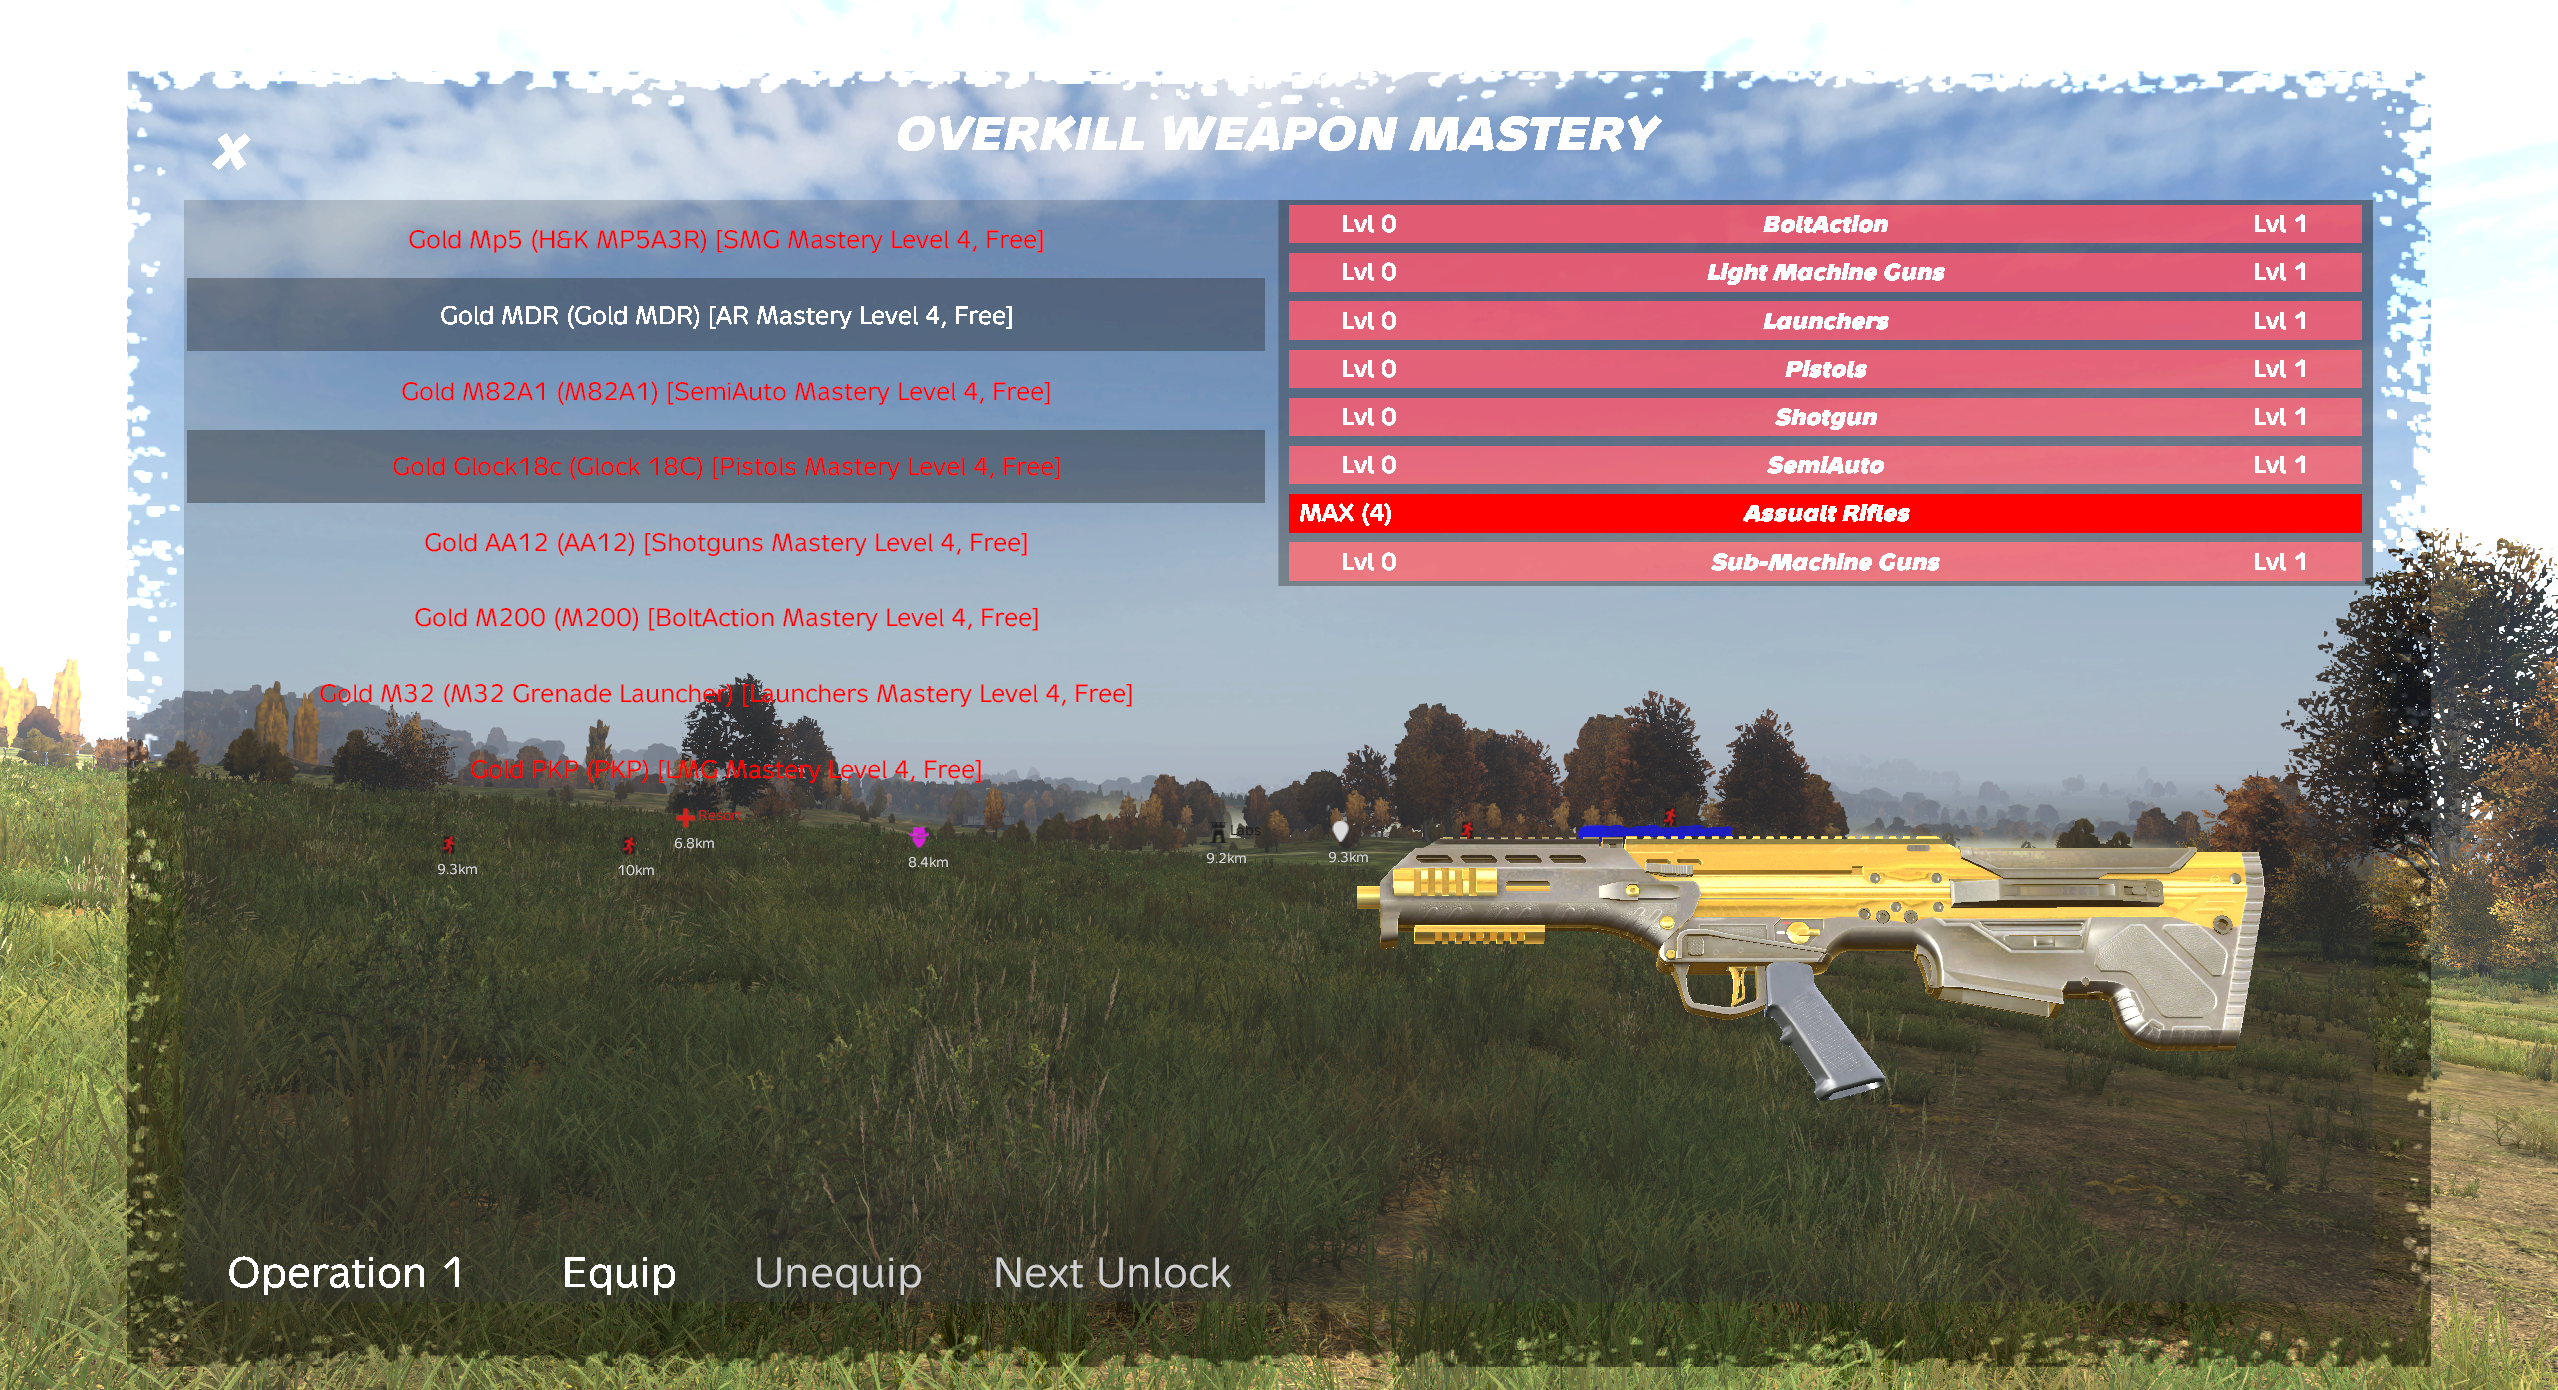 OVERKILL WEAPON MASTERY
X
Gold Mp5 (H&K MP5A3R) [SMG Mastery Level 4, Free]
Gold MDR (Gold MDR) [AR Mastery Level 4, Free]
Gold M82A1 (M82A1) [SemiAuto Mastery Level 4, Free]
Gold Glock18c (Glock 18C) [Pistols Mastery Level 4, Free]
Gold AA12 (AA12) [Shotguns Mastery Level 4, Free]
Gold M200 (M200) [BoltAction Mastery Level 4, Free]
Gold M32 (M32 Grenade Launcher) [Launchers Mastery Level 4, Free]
Gold PKP (PKP) [LMG Mastery Level 4, Free]
Lvl 0 BoltAction Lvl 1
Lvl 0 Light Machine Guns Lvl 1
Lvl 0 Launchers Lvl 1
Lvl 0 Pistols Lvl 1
Lvl 0 Shotgun Lvl 1
Lvl 0 SemiAuto Lvl 1
MAX (4) Assualt Rifles
Lvl 0 Sub-Machine Guns Lvl 1
Resort
Labs
9.3km
10km
6.8km
8.4km
9.2km
9.3km
Operation 1 Equip Unequip Next Unlock